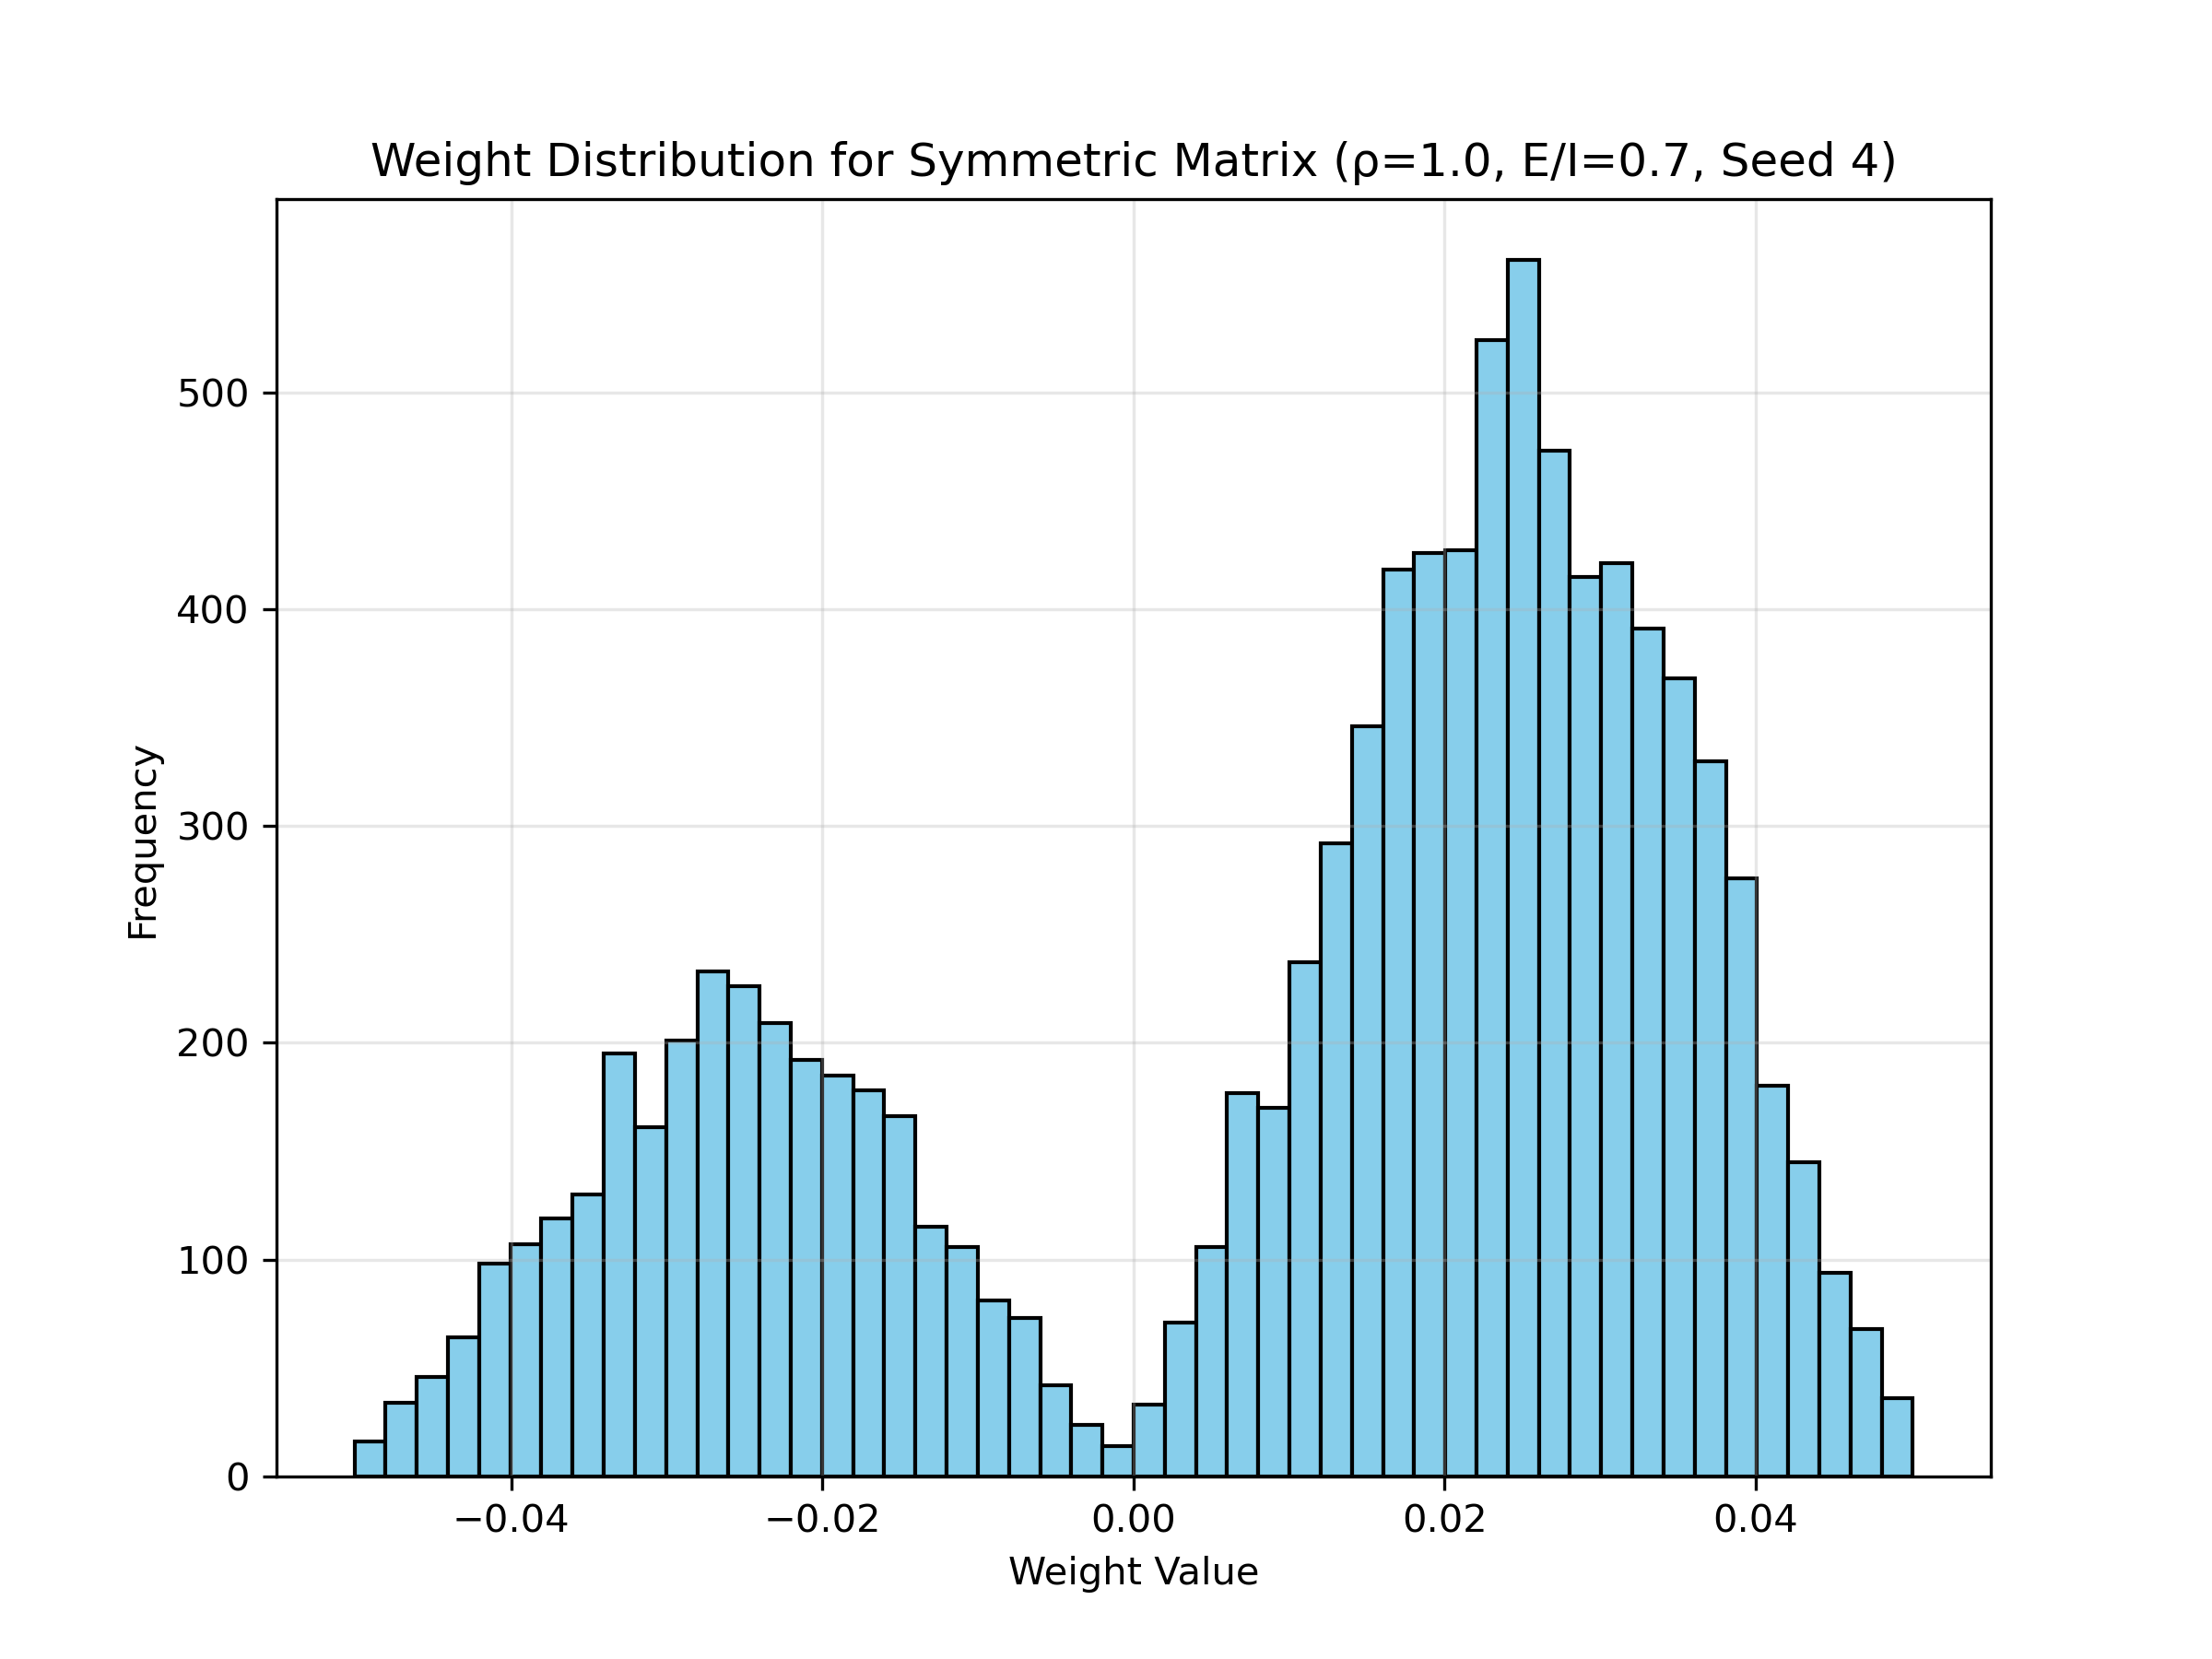 Weight Distribution for Symmetric Matrix (ρ=1.0, E/I=0.7, Seed 4)
Frequency
500
400
300
200
100
0
−0.04 −0.02 0.00 0.02 0.04
Weight Value